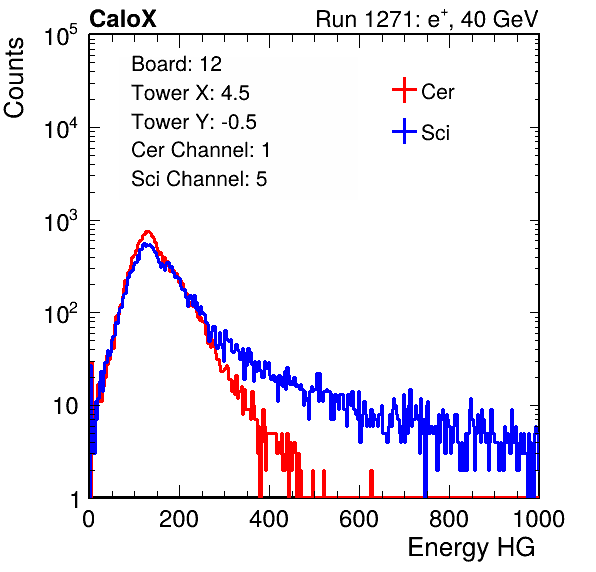 CaloX Run 1271: e⁺, 40 GeV
Counts
Board: 12
Tower X: 4.5
Tower Y: -0.5
Cer Channel: 1
Sci Channel: 5
Cer
Sci
10⁵
10⁴
10³
10²
10
1
0 200 400 600 800 1000
Energy HG